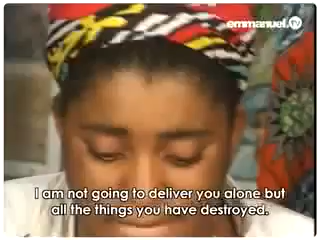 emmanuel.tv
I am not going to deliver you alone but
all the things you have destroyed.